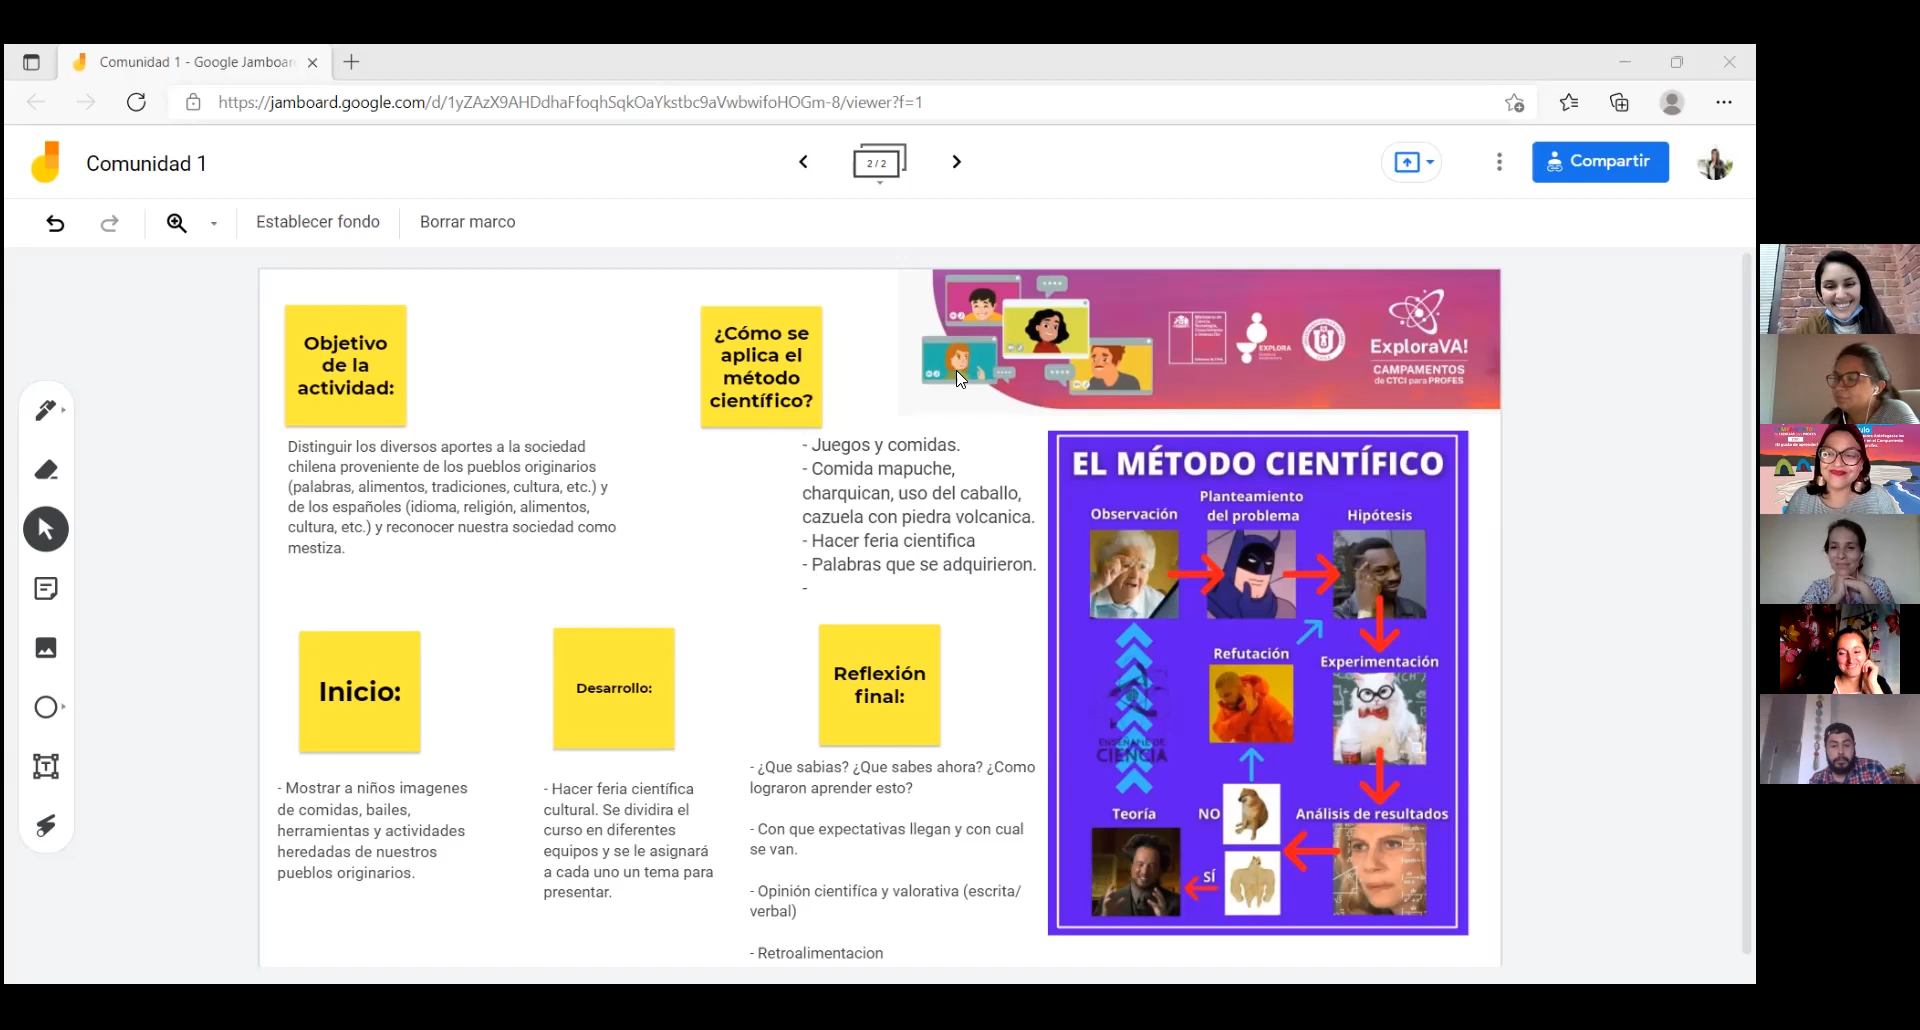 Comunidad 1 - Google Jamboar
https://jamboard.google.com/d/1yZAzX9AHDdhaFfoqhSqkOaYkstbc9aVwbwifoHOGm-8/viewer?f=1
Comunidad 1
2 / 2
Compartir
Establecer fondo
Borrar marco
Objetivo
de la
actividad:
Distinguir los diversos aportes a la sociedad
chilena proveniente de los pueblos originarios
(palabras, alimentos, tradiciones, cultura, etc.) y
de los españoles (idioma, religión, alimentos,
cultura, etc.) y reconocer nuestra sociedad como
mestiza.
¿Cómo se
aplica el
método
científico?
- Juegos y comidas.
- Comida mapuche,
charquican, uso del caballo,
cazuela con piedra volcanica.
- Hacer feria cientifica
- Palabras que se adquirieron.
-
EXPLORA
ExploraVA!
CAMPAMENTOS
de CTCI para PROFES
Inicio:
- Mostrar a niños imagenes
de comidas, bailes,
herramientas y actividades
heredadas de nuestros
pueblos originarios.
Desarrollo:
- Hacer feria científica
cultural. Se dividira el
curso en diferentes
equipos y se le asignará
a cada uno un tema para
presentar.
Reflexión
final:
- ¿Que sabias? ¿Que sabes ahora? ¿Como
lograron aprender esto?
- Con que expectativas llegan y con cual
se van.
- Opinión cientifíca y valorativa (escrita/
verbal)
- Retroalimentacion
EL MÉTODO CIENTÍFICO
Observación
Planteamiento
del problema
Hipótesis
Refutación
Experimentación
ENSÉÑAME DE
CIENCIA
Teoría
NO
Análisis de resultados
SÍ